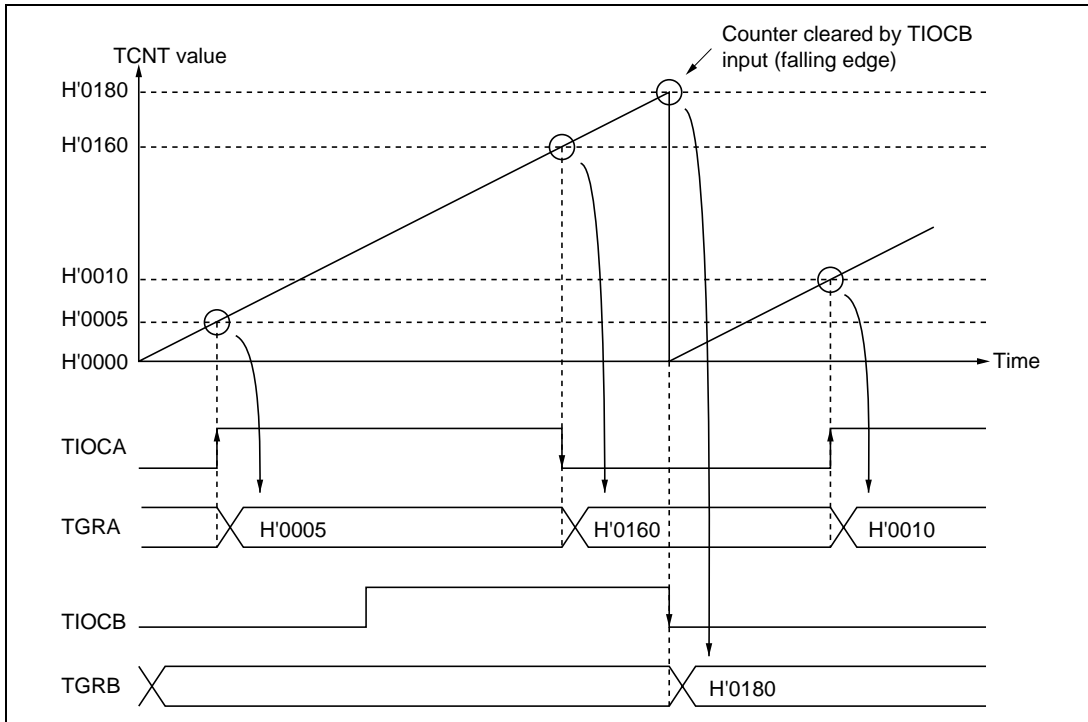 Counter cleared by TIOCB
input (falling edge)
TCNT value
H'0180
H'0160
H'0010
H'0005
H'0000
Time
TIOCA
TGRA
H'0005
H'0160
H'0010
TIOCB
TGRB
H'0180